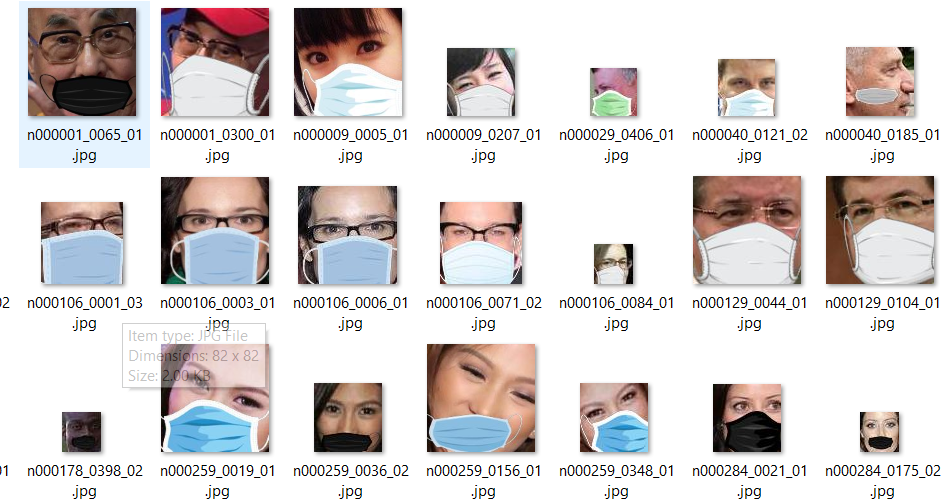 n000001_0065_01
.jpg
n000001_0300_01
.jpg
n000009_0005_01
.jpg
n000009_0207_01
.jpg
n000029_0406_01
.jpg
n000040_0121_02
.jpg
n000040_0185_01
.jpg
02
n000106_0001_03
.jpg
n000106_0003_01
.jpg
n000106_0006_01
.jpg
n000106_0071_02
.jpg
n000106_0084_01
.jpg
n000129_0044_01
.jpg
n000129_0104_01
.jpg
Item type: JPG File
Dimensions: 82 x 82
Size: 2.00 KB
01
n000178_0398_02
.jpg
n000259_0019_01
.jpg
n000259_0036_02
.jpg
n000259_0156_01
.jpg
n000259_0348_01
.jpg
n000284_0021_01
.jpg
n000284_0175_02
.jpg